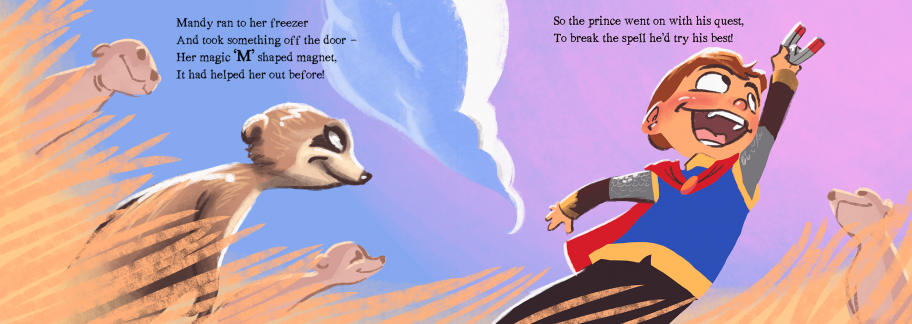 Mandy ran to her freezer
And took something off the door –
Her magic ‘M’ shaped magnet,
It had helped her out before!
So the prince went on with his quest,
To break the spell he'd try his best!